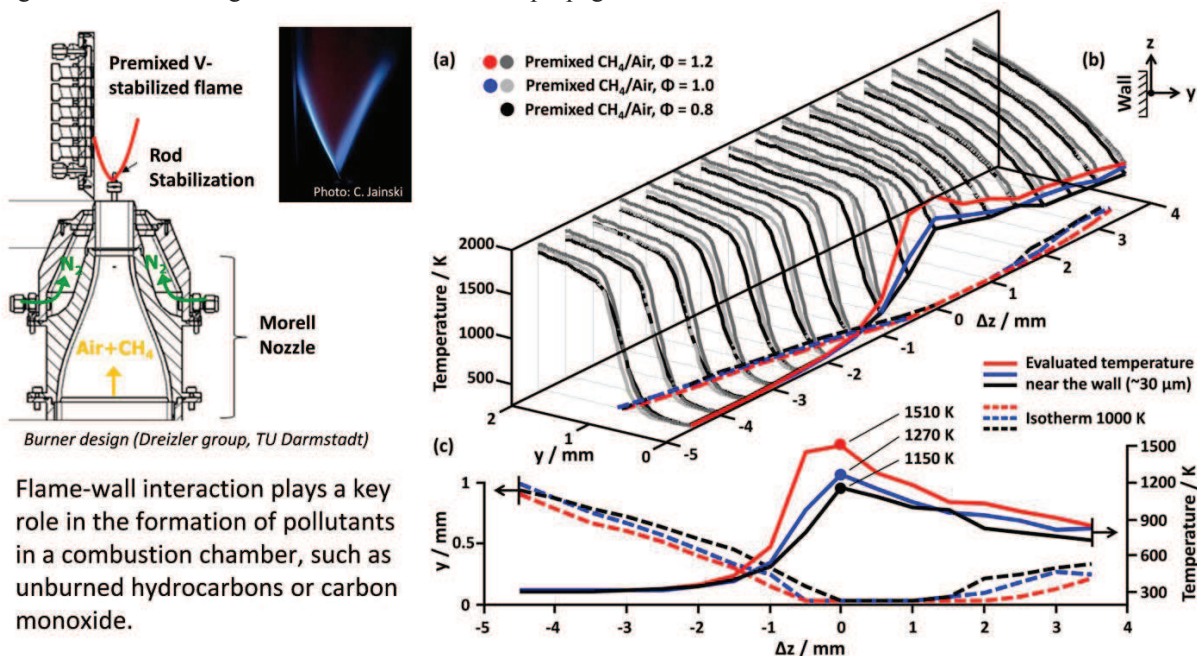 Premixed V-
stabilized flame
Rod
Stabilization
Photo: C. Jainski
N2
N2
Air+CH4
Morell
Nozzle
Burner design (Dreizler group, TU Darmstadt)
Flame-wall interaction plays a key
role in the formation of pollutants
in a combustion chamber, such as
unburned hydrocarbons or carbon
monoxide.
(a)
Premixed CH4/Air, Φ = 1.2
Premixed CH4/Air, Φ = 1.0
Premixed CH4/Air, Φ = 0.8
(b)
z
Wall
y
Temperature / K
2000
1500
1000
500
2
1
0
y / mm
-5
-4
-3
-2
-1
0
1
2
3
4
Δz / mm
Evaluated temperature
near the wall (~30 μm)
Isotherm 1000 K
(c)
1510 K
1270 K
1150 K
y / mm
1
0.5
0
Temperature / K
1500
1200
900
600
300
-5 -4 -3 -2 -1 0 1 2 3 4
Δz / mm